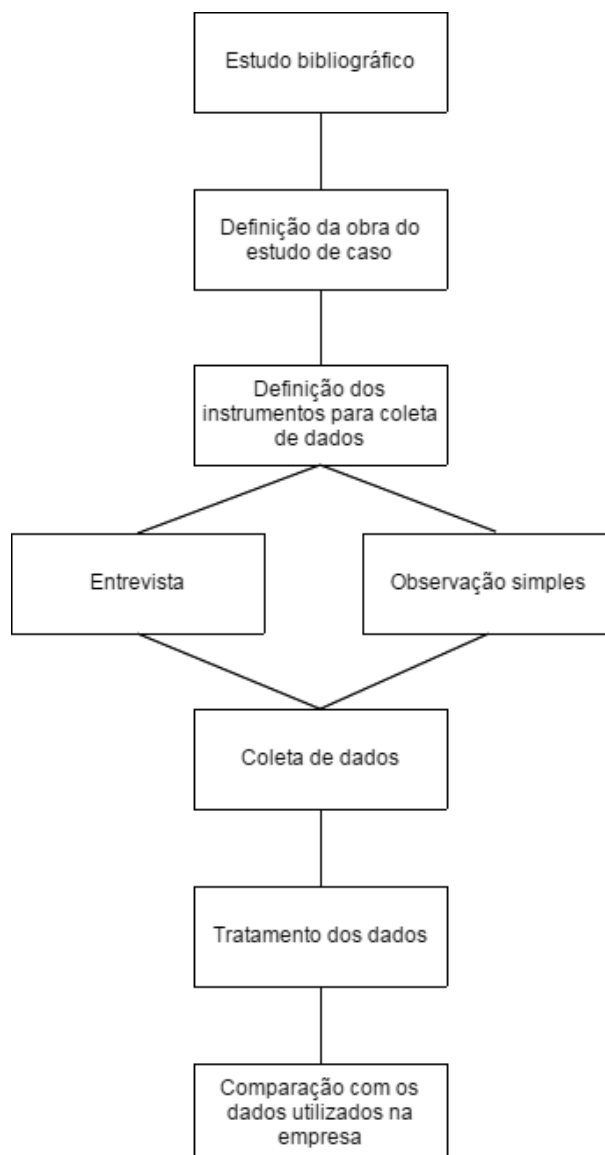 Estudo bibliográfico
Definição da obra do
estudo de caso
Definição dos
instrumentos para coleta
de dados
Entrevista
Observação simples
Coleta de dados
Tratamento dos dados
Comparação com os
dados utilizados na
empresa